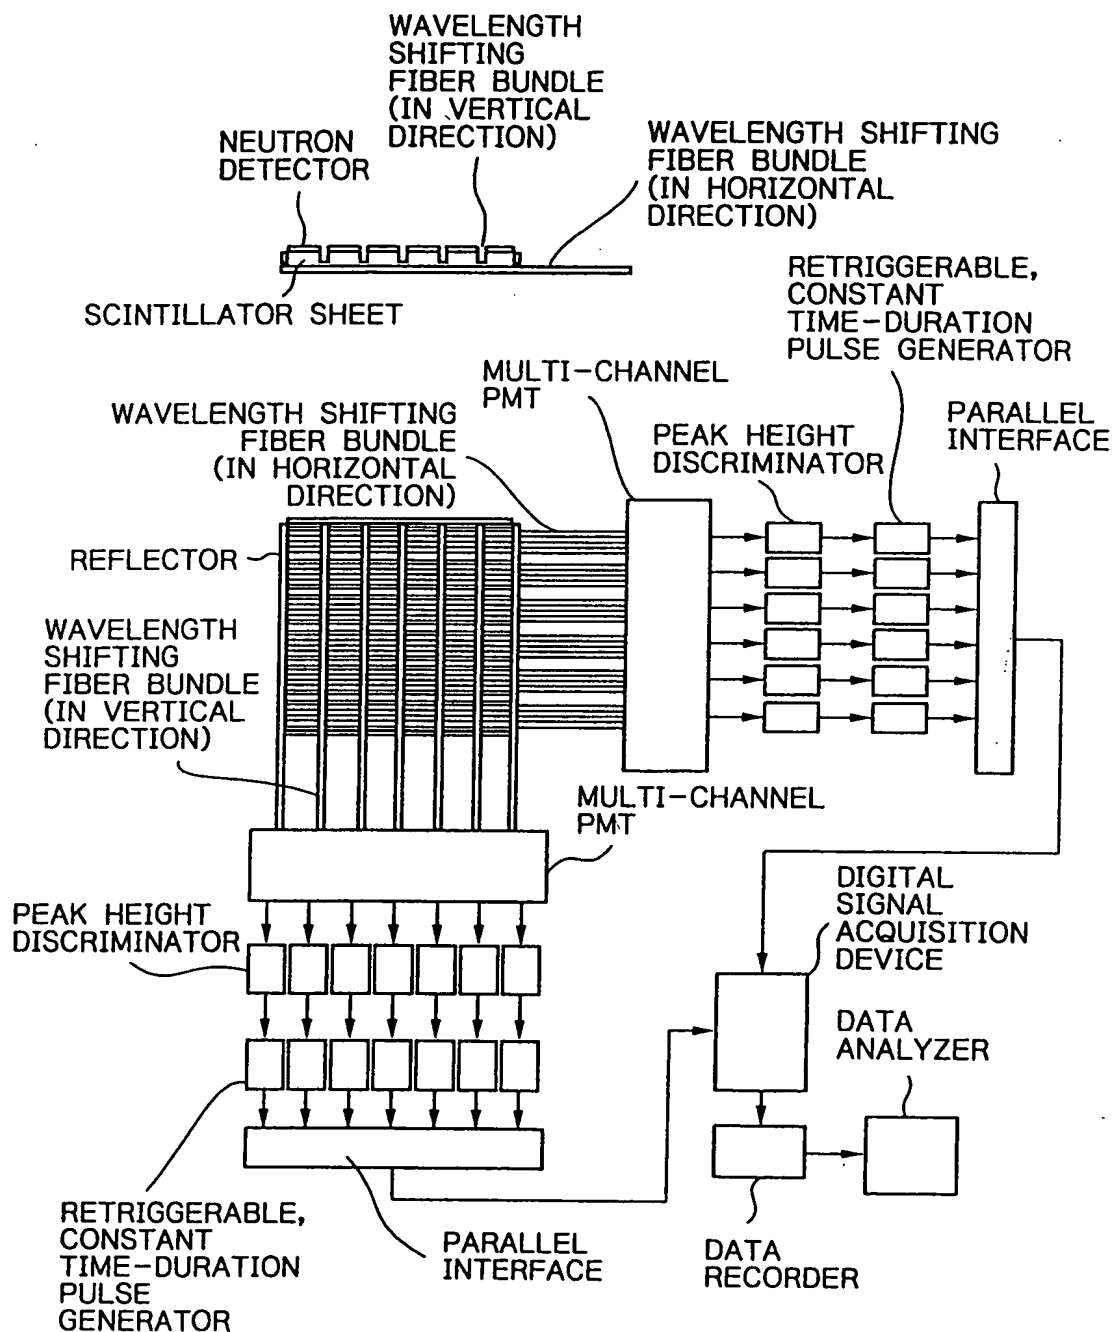 WAVELENGTH
SHIFTING
FIBER BUNDLE
(IN VERTICAL
DIRECTION)
NEUTRON
DETECTOR
WAVELENGTH SHIFTING
FIBER BUNDLE
(IN HORIZONTAL
DIRECTION)
SCINTILLATOR SHEET
RETRIGGERABLE,
CONSTANT
TIME-DURATION
PULSE GENERATOR
MULTI-CHANNEL
PMT
WAVELENGTH SHIFTING
FIBER BUNDLE
(IN HORIZONTAL
DIRECTION)
PEAK HEIGHT
DISCRIMINATOR
PARALLEL
INTERFACE
REFLECTOR
WAVELENGTH
SHIFTING
FIBER BUNDLE
(IN VERTICAL
DIRECTION)
MULTI-CHANNEL
PMT
PEAK HEIGHT
DISCRIMINATOR
DIGITAL
SIGNAL
ACQUISITION
DEVICE
DATA
ANALYZER
RETRIGGERABLE,
CONSTANT
TIME-DURATION
PULSE
GENERATOR
PARALLEL
INTERFACE
DATA
RECORDER